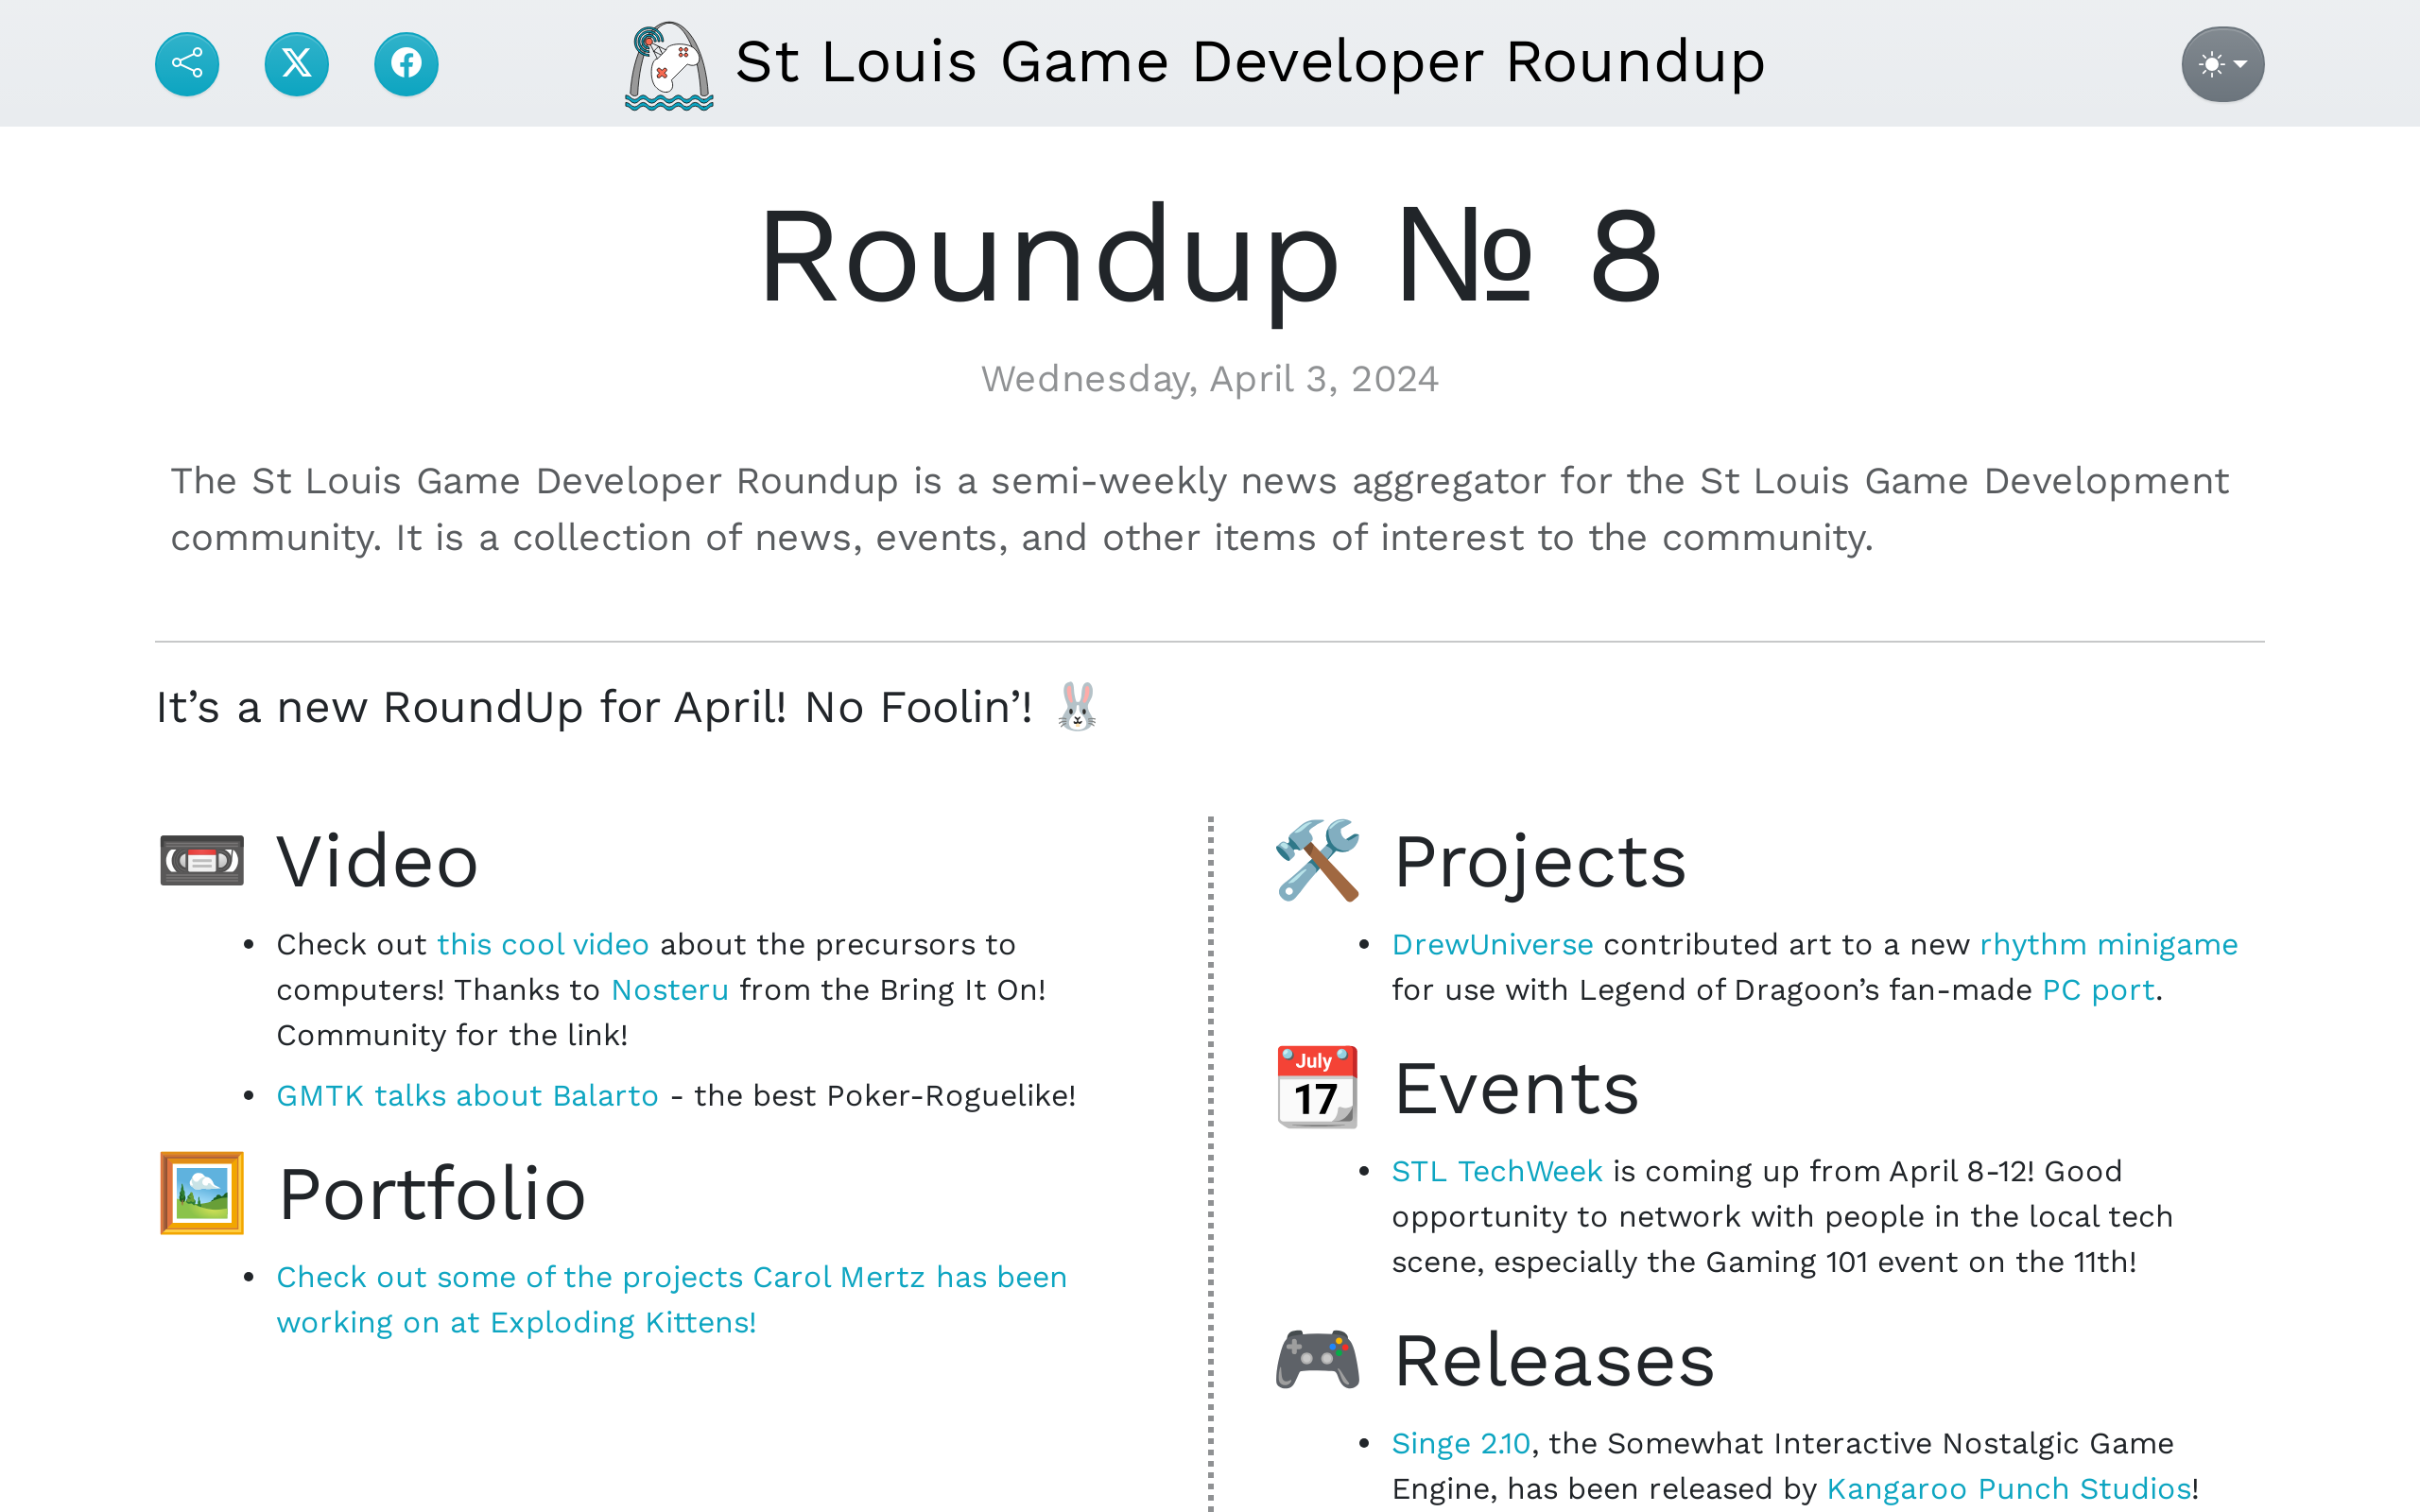 St Louis Game Developer Roundup
Roundup № 8
Wednesday, April 3, 2024
The St Louis Game Developer Roundup is a semi-weekly news aggregator for the St Louis Game Development
community. It is a collection of news, events, and other items of interest to the community.
It’s a new RoundUp for April! No Foolin’! 🐰
Video
• Check out this cool video about the precursors to
computers! Thanks to Nosteru from the Bring It On!
Community for the link!
• GMTK talks about Balarto - the best Poker-Roguelike!
Portfolio
• Check out some of the projects Carol Mertz has been
working on at Exploding Kittens!
Projects
• DrewUniverse contributed art to a new rhythm minigame
for use with Legend of Dragoon’s fan-made PC port.
July
17
Events
• STL TechWeek is coming up from April 8-12! Good
opportunity to network with people in the local tech
scene, especially the Gaming 101 event on the 11th!
Releases
• Singe 2.10, the Somewhat Interactive Nostalgic Game
Engine, has been released by Kangaroo Punch Studios!